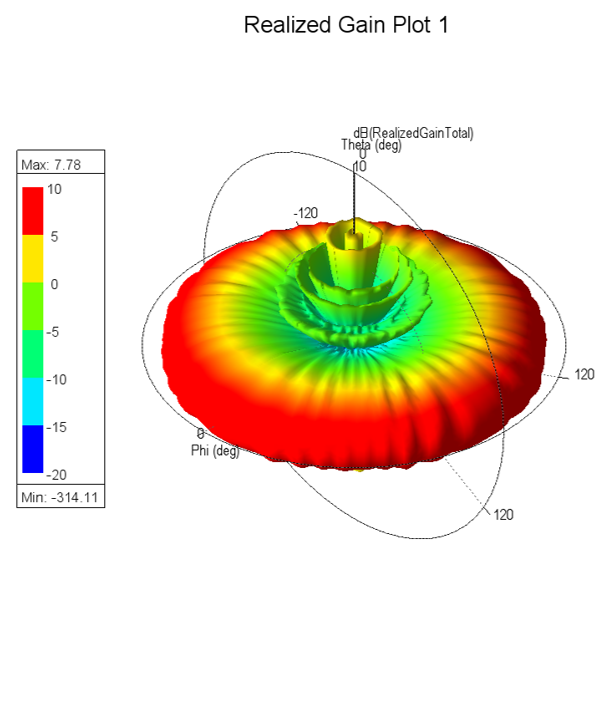 Realized Gain Plot 1
dB(RealizedGainTotal)
Theta (deg)
0
10
Max: 7.78
10
5
0
-5
-10
-15
-20
Min: -314.11
-120
120
0
Phi (deg)
120